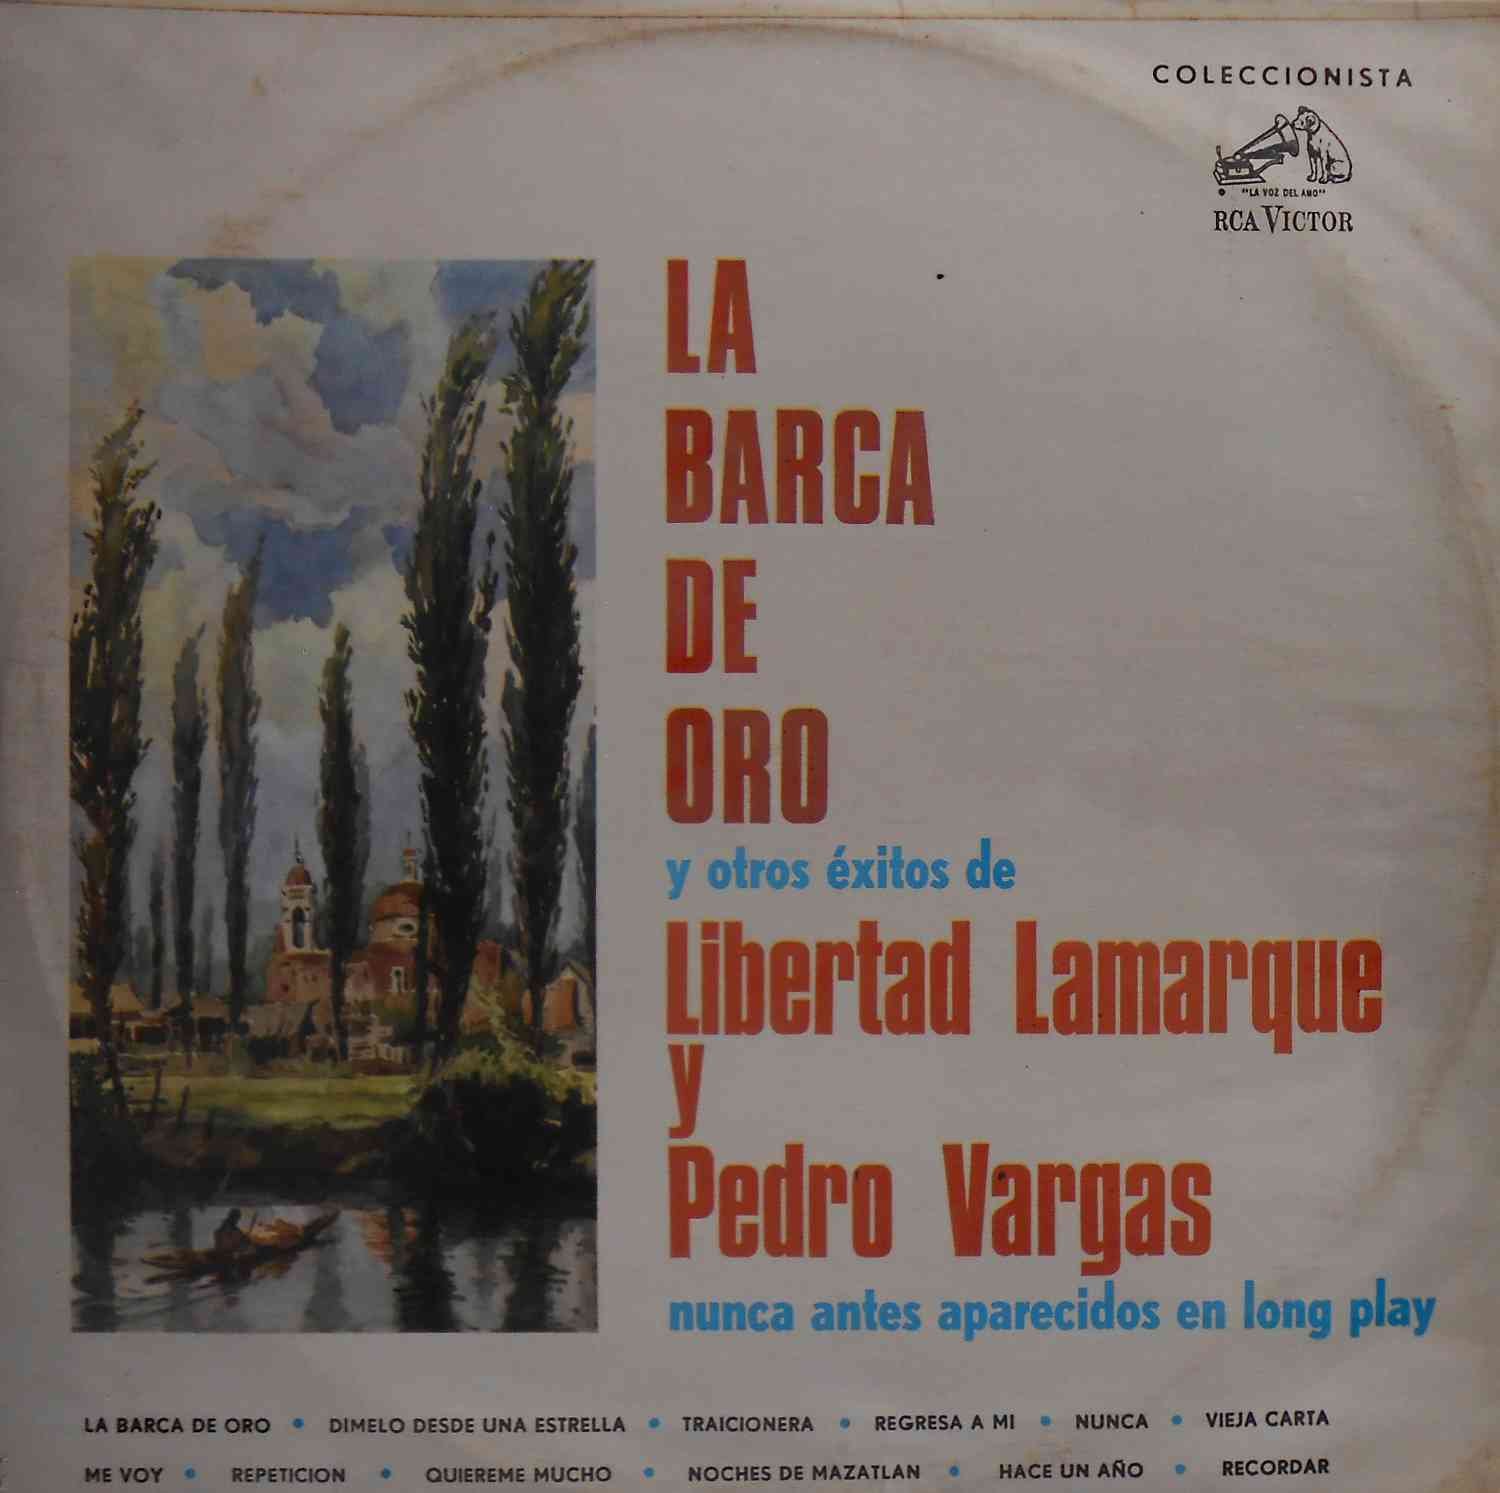 COLECCIONISTA
"LA VOZ DEL AMO"
RCA VICTOR
LA
BARCA
DE
ORO
y otros éxitos de
Libertad Lamarque
y
Pedro Vargas
nunca antes aparecidos en long play
LA BARCA DE ORO • DIMELO DESDE UNA ESTRELLA • TRAICIONERA • REGRESA A MI • NUNCA • VIEJA CARTA
ME VOY • REPETICION • QUIEREME MUCHO • NOCHES DE MAZATLAN • HACE UN AÑO • RECORDAR